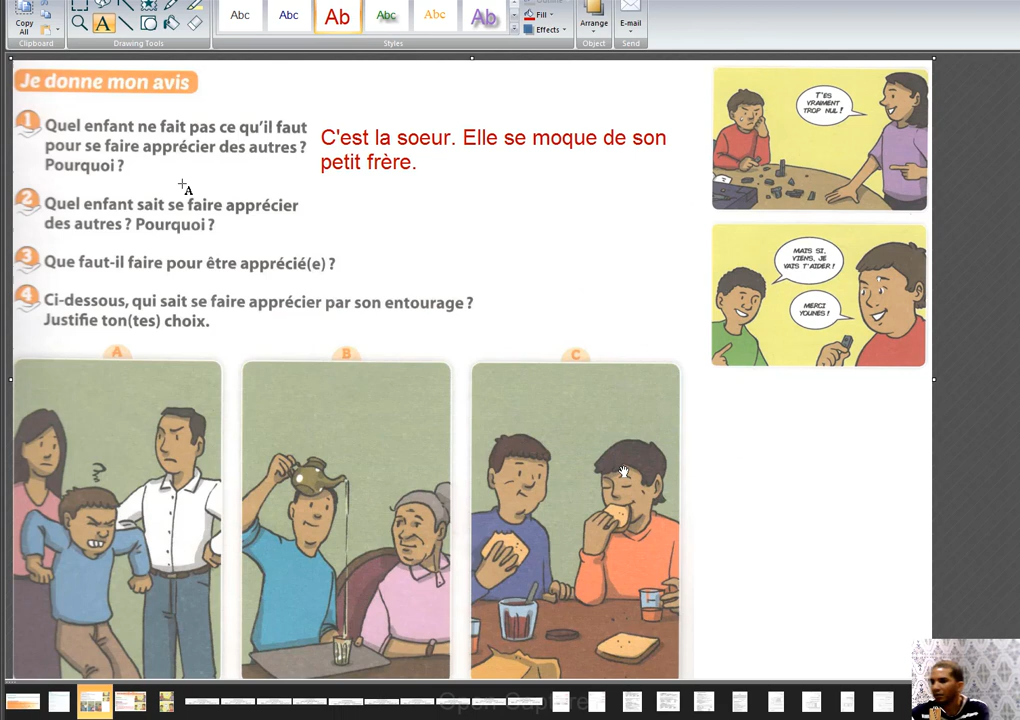 Copy
All
Clipboard
Drawing Tools
Abc
Abc
Ab
Abc
Abc
Ab
Styles
Fill
Effects
Arrange
Object
E-mail
Send
Je donne mon avis
1 Quel enfant ne fait pas ce qu'il faut
pour se faire apprécier des autres ?
Pourquoi ?
C'est la soeur. Elle se moque de son
petit frère.
2 Quel enfant sait se faire apprécier
des autres ? Pourquoi ?
3 Que faut-il faire pour être apprécié(e) ?
4 Ci-dessous, qui sait se faire apprécier par son entourage ?
Justifie ton(tes) choix.
T'ES
VRAIMENT
TROP NUL !
MAIS SI,
VIENS, JE
VAIS T'AIDER !
MERCI
YOUNES !
A
B
C
A